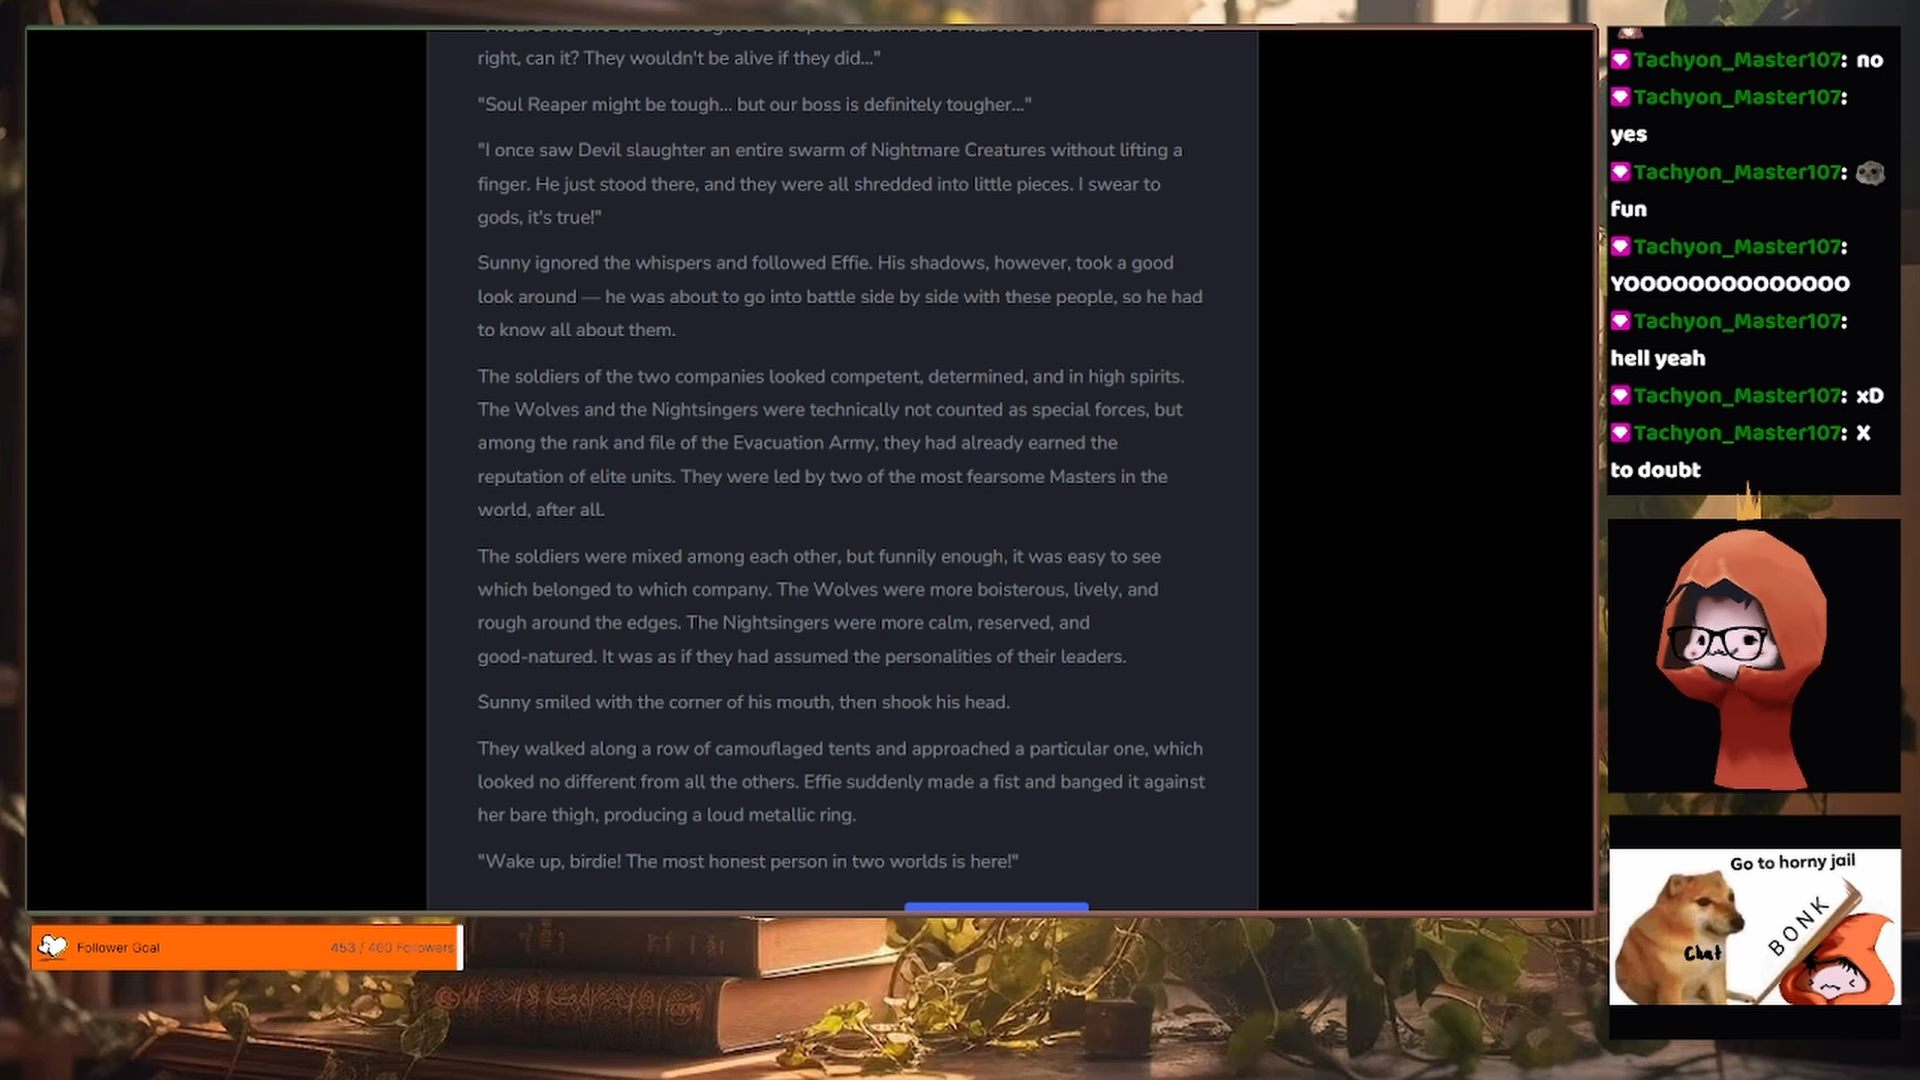 right, can it? They wouldn't be alive if they did..."
"Soul Reaper might be tough... but our boss is definitely tougher..."
"I once saw Devil slaughter an entire swarm of Nightmare Creatures without lifting a
finger. He just stood there, and they were all shredded into little pieces. I swear to
gods, it's true!"
Sunny ignored the whispers and followed Effie. His shadows, however, took a good
look around — he was about to go into battle side by side with these people, so he had
to know all about them.
The soldiers of the two companies looked competent, determined, and in high spirits.
The Wolves and the Nightsingers were technically not counted as special forces, but
among the rank and file of the Evacuation Army, they had already earned the
reputation of elite units. They were led by two of the most fearsome Masters in the
world, after all.
The soldiers were mixed among each other, but funnily enough, it was easy to see
which belonged to which company. The Wolves were more boisterous, lively, and
rough around the edges. The Nightsingers were more calm, reserved, and
good-natured. It was as if they had assumed the personalities of their leaders.
Sunny smiled with the corner of his mouth, then shook his head.
They walked along a row of camouflaged tents and approached a particular one, which
looked no different from all the others. Effie suddenly made a fist and banged it against
her bare thigh, producing a loud metallic ring.
"Wake up, birdie! The most honest person in two worlds is here!"
Follower Goal
453 / 460 Followers
Tachyon_Master107: no
Tachyon_Master107:
yes
Tachyon_Master107:
fun
Tachyon_Master107:
YOOOOOOOOOOOOOO
Tachyon_Master107:
hell yeah
Tachyon_Master107: xD
Tachyon_Master107: X
to doubt
Go to horny jail
BONK
Chat